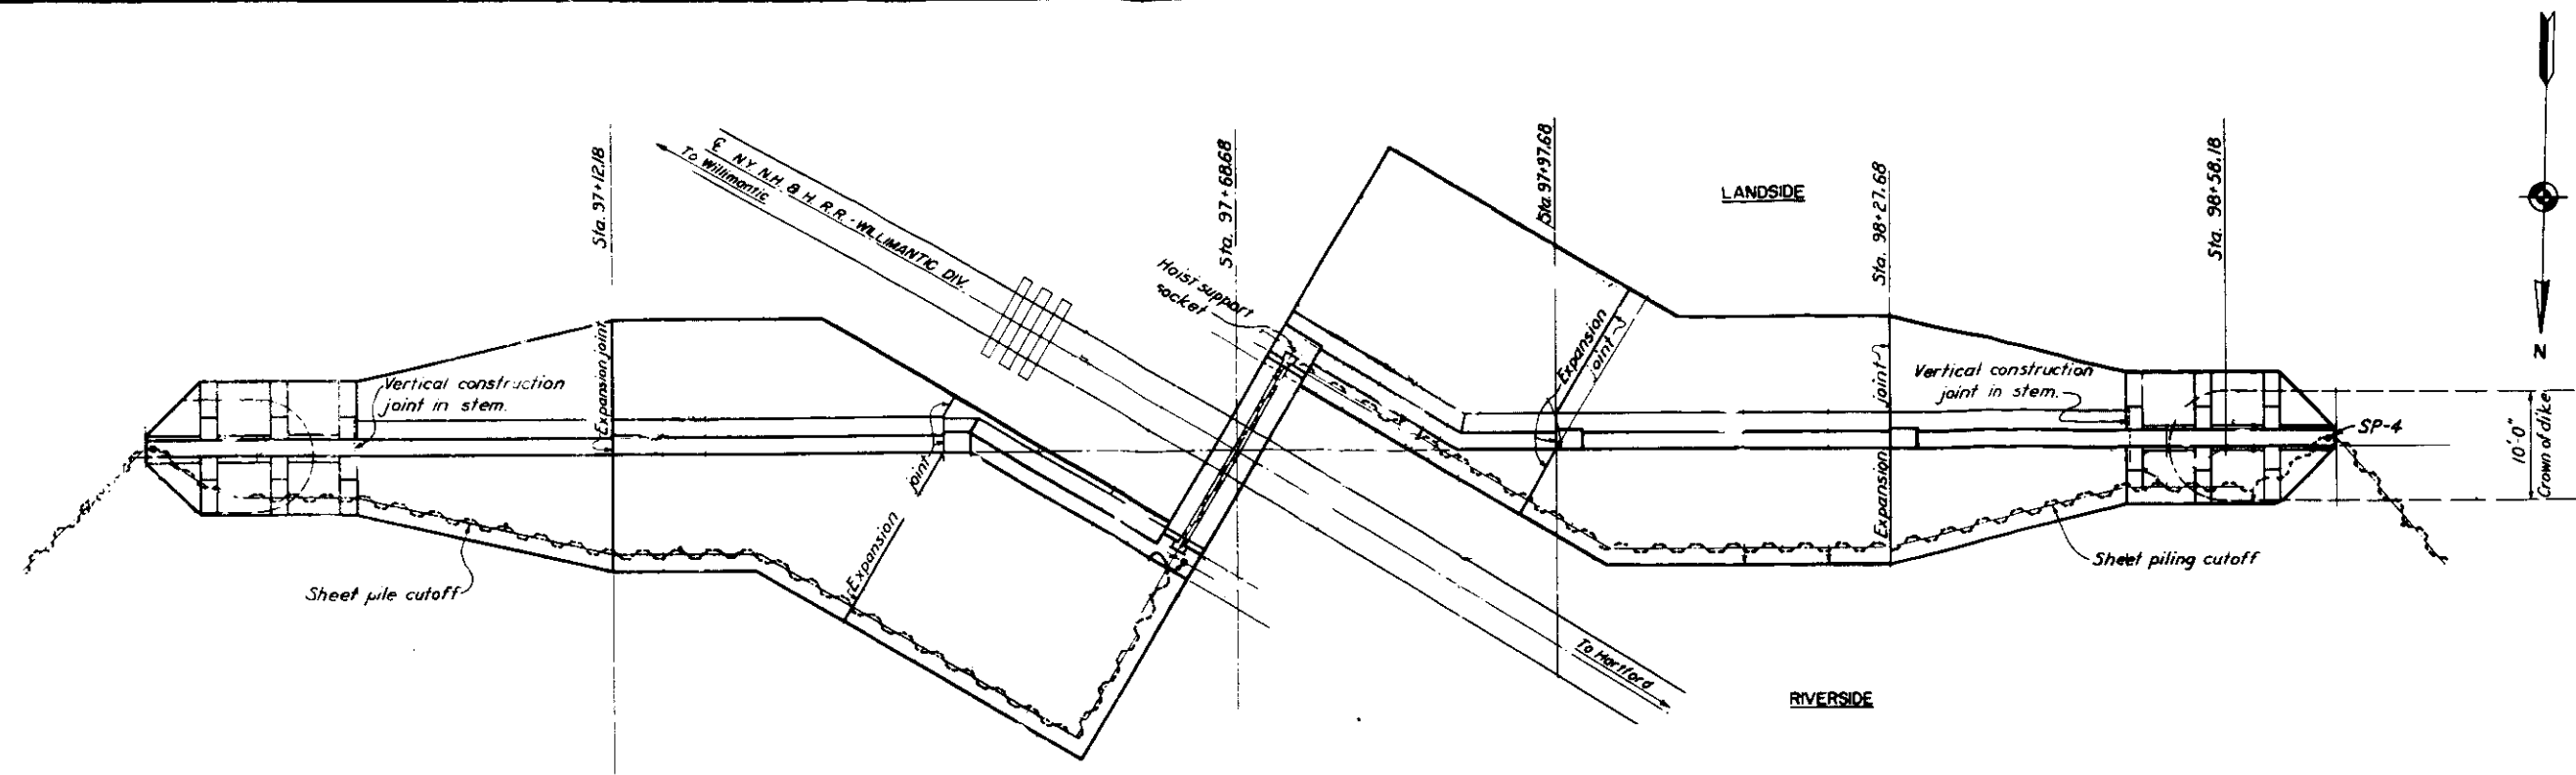 Sta. 97+12.18
℄ N.Y. N.H. & H. R.R. - WILLIMANTIC DIV.
To Willimantic
Sta. 97+68.68
Hoist support
socket
Sta. 97+97.68
LANDSIDE
Sta. 98+27.68
Sta. 98+58.18
N
Expansion joint
Vertical construction
joint in stem.
Expansion
joint
Expansion
joint
Expansion joint
Vertical construction
joint in stem.
SP-4
10'-0"
Crown of dike
Sheet pile cutoff
Sheet piling cutoff
To Hartford
RIVERSIDE